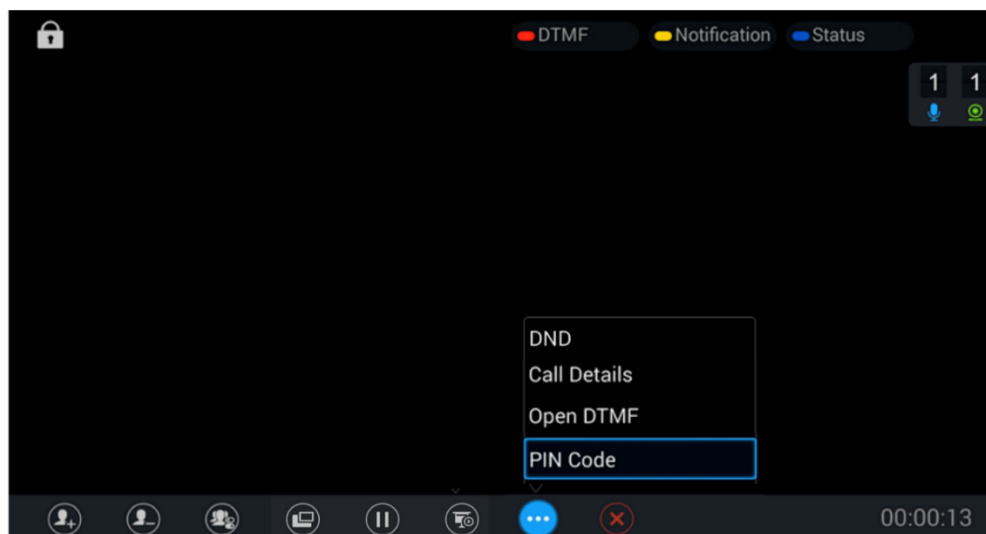 DTMF Notification Status
1 1
DND
Call Details
Open DTMF
PIN Code
00:00:13